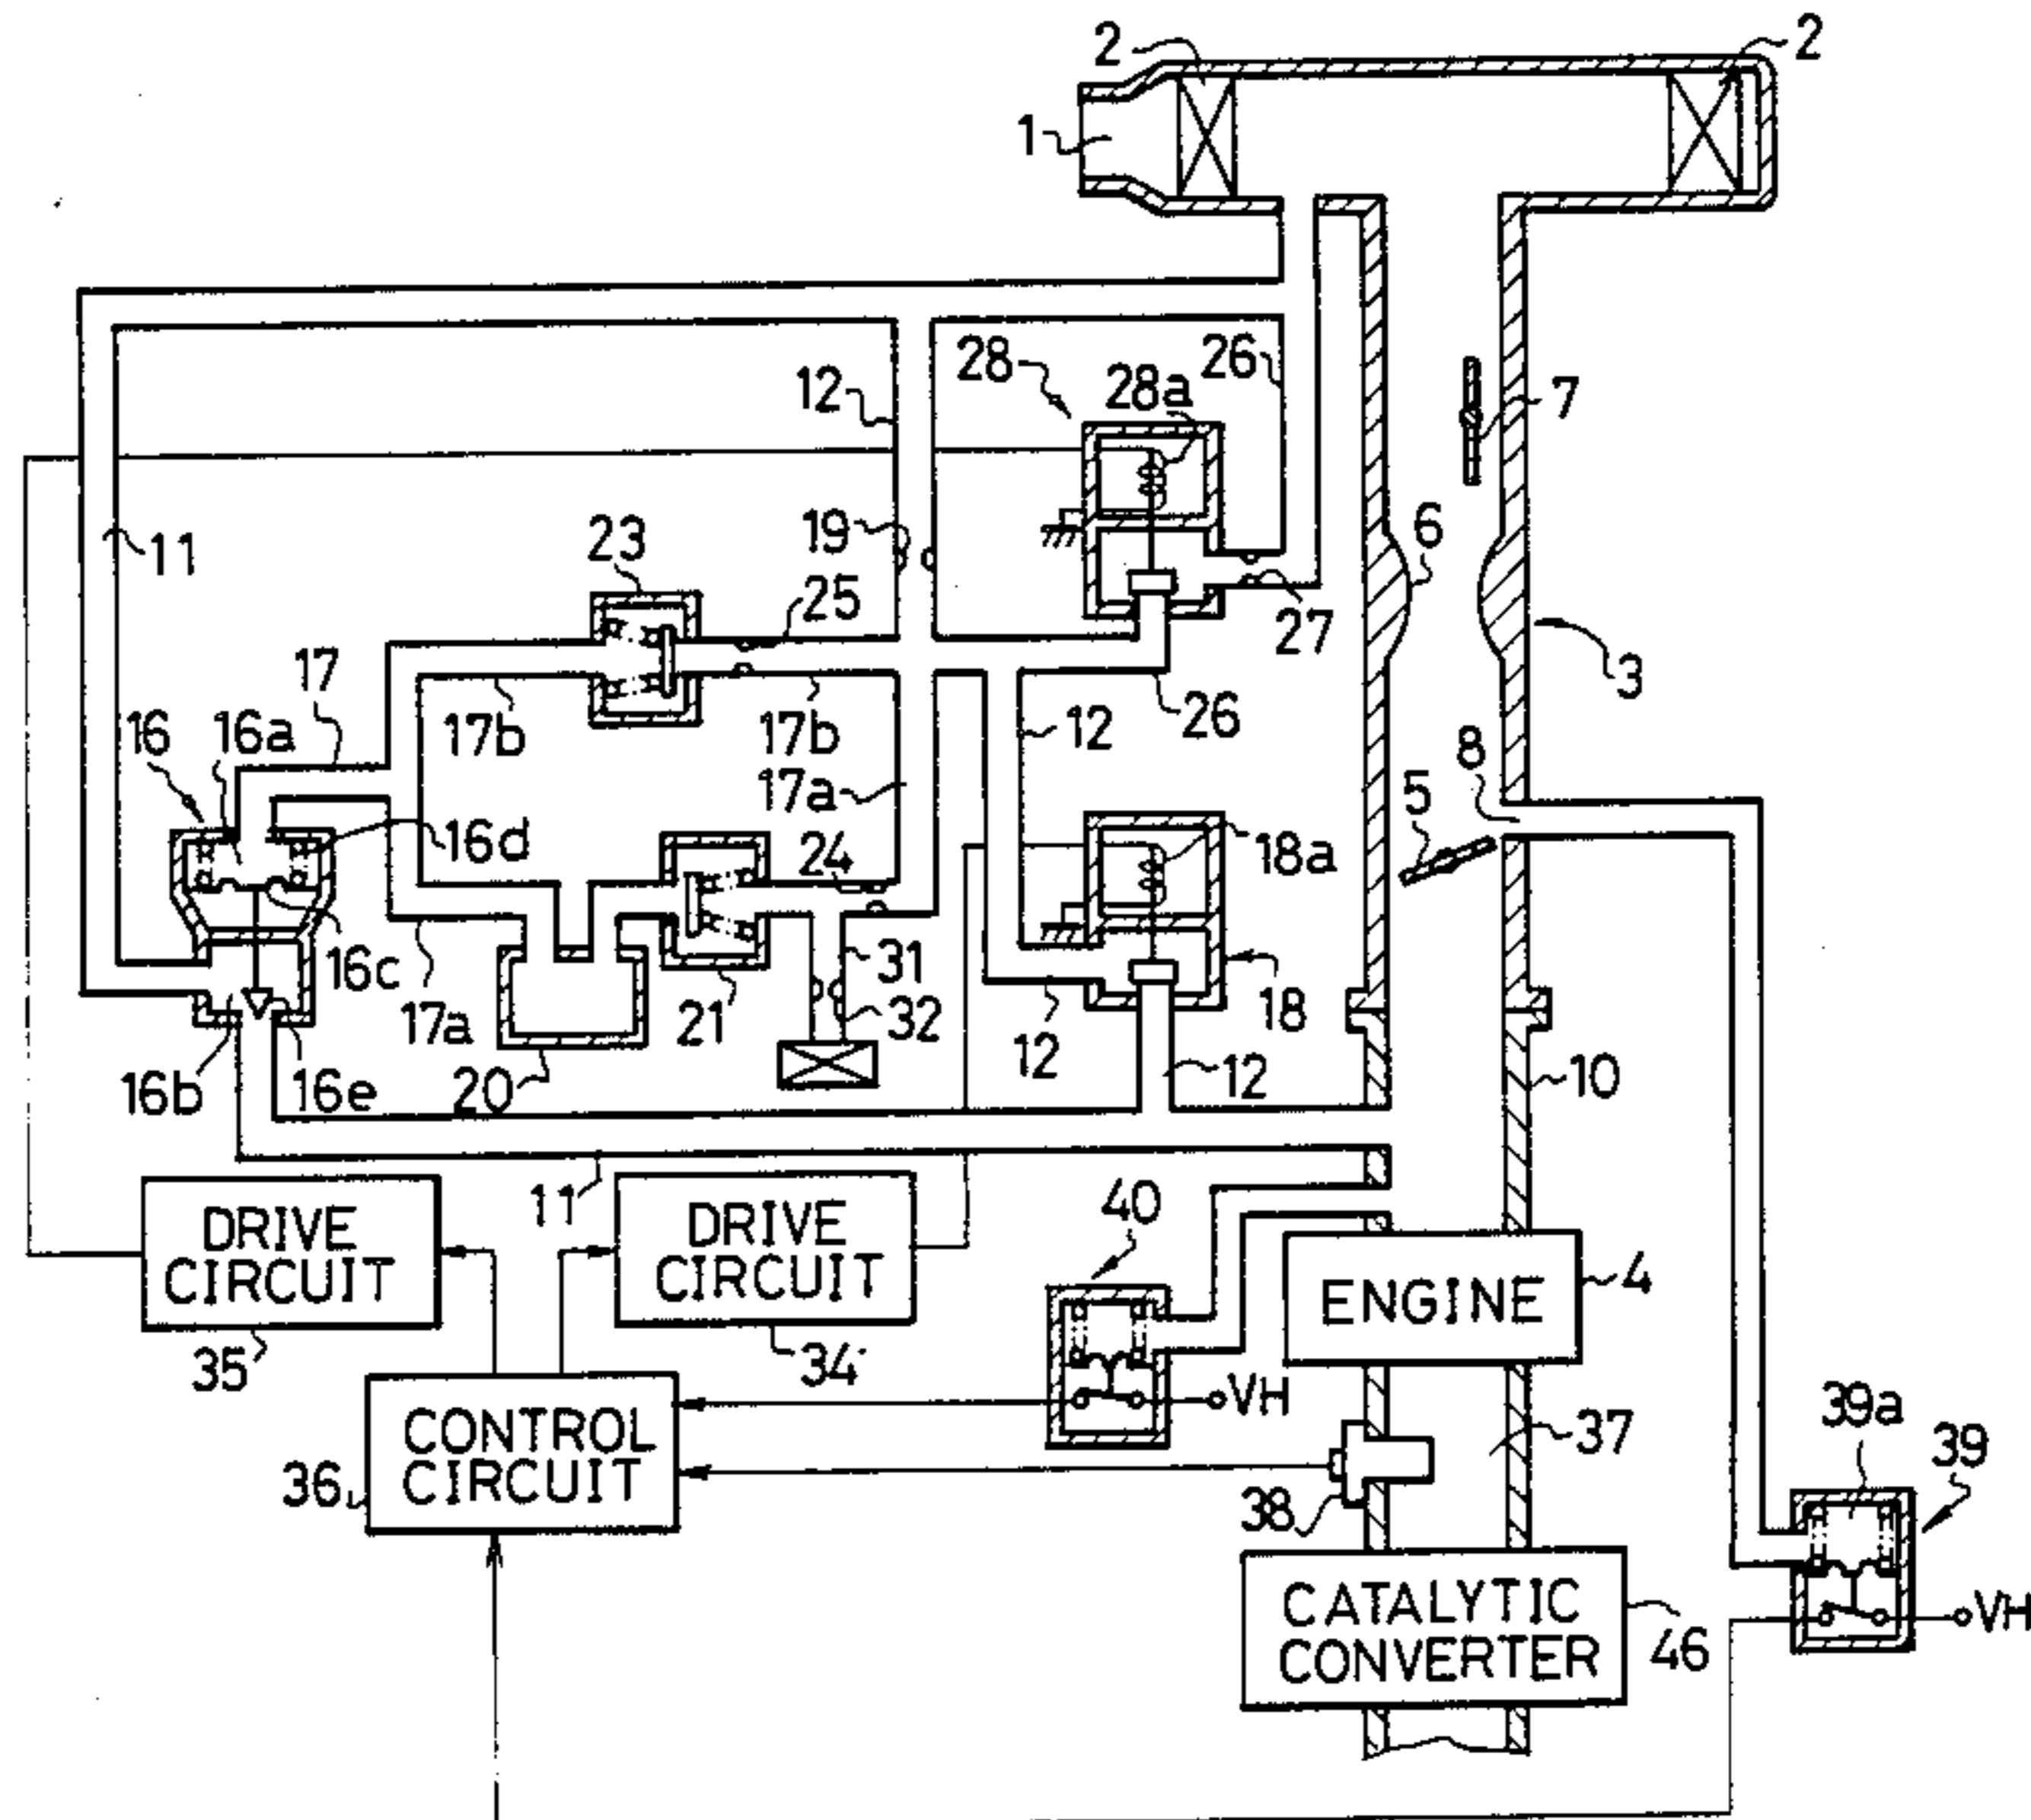 2
2
1
28
28a
26
12
7
11
23
19
25
6
27
3
17
16
16a
17b
17b
26
12
17a
8
5
16d
24
18a
16c
17a
21
31
32
18
12
12
10
16b
16e
20
11
40
DRIVE
CIRCUIT
DRIVE
CIRCUIT
ENGINE
4
35
34
VH
39a
37
39
CONTROL
CIRCUIT
36
38
CATALYTIC
CONVERTER
46
VH